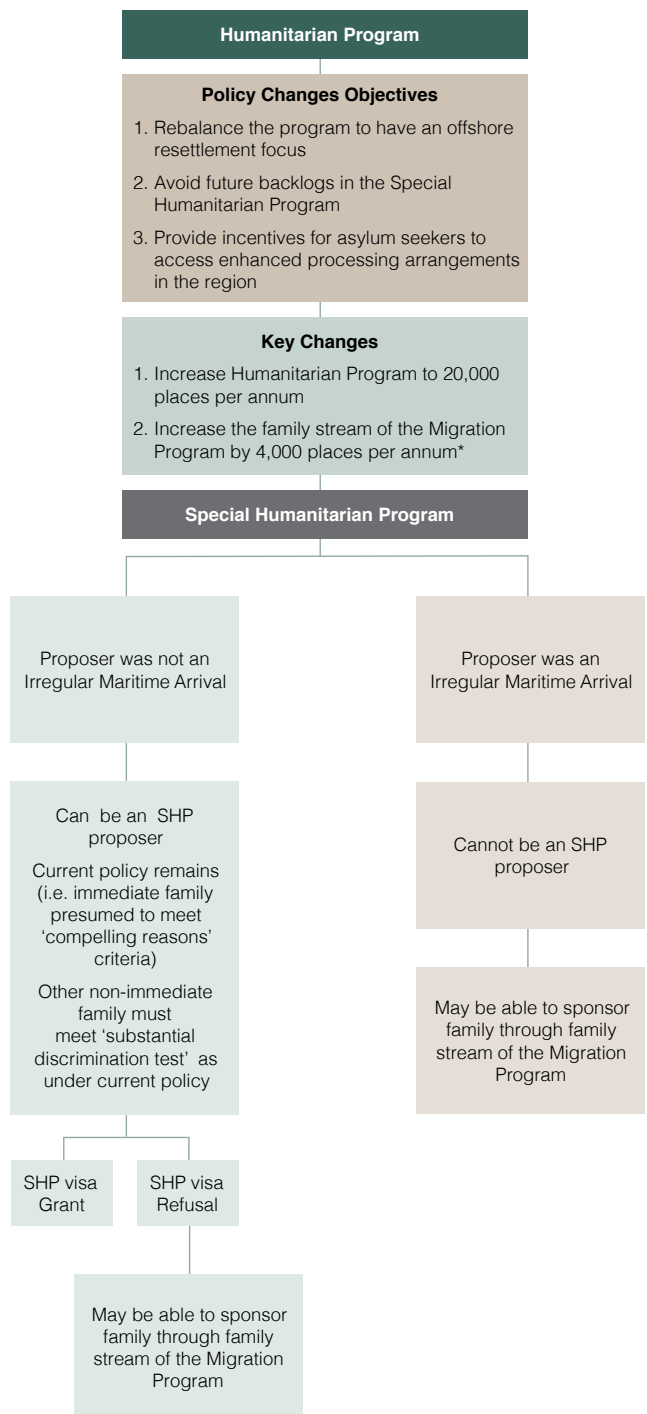 Humanitarian Program
Policy Changes Objectives
1. Rebalance the program to have an offshore
resettlement focus
2. Avoid future backlogs in the Special
Humanitarian Program
3. Provide incentives for asylum seekers to
access enhanced processing arrangements
in the region
Key Changes
1. Increase Humanitarian Program to 20,000
places per annum
2. Increase the family stream of the Migration
Program by 4,000 places per annum*
Special Humanitarian Program
Proposer was not an
Irregular Maritime Arrival
Can be an SHP
proposer
Current policy remains
(i.e. immediate family
presumed to meet
‘compelling reasons’
criteria)
Other non-immediate
family must
meet ‘substantial
discrimination test’ as
under current policy
SHP visa
Grant
SHP visa
Refusal
May be able to sponsor
family through family
stream of the Migration
Program
Proposer was an
Irregular Maritime Arrival
Cannot be an SHP
proposer
May be able to sponsor
family through family
stream of the Migration
Program